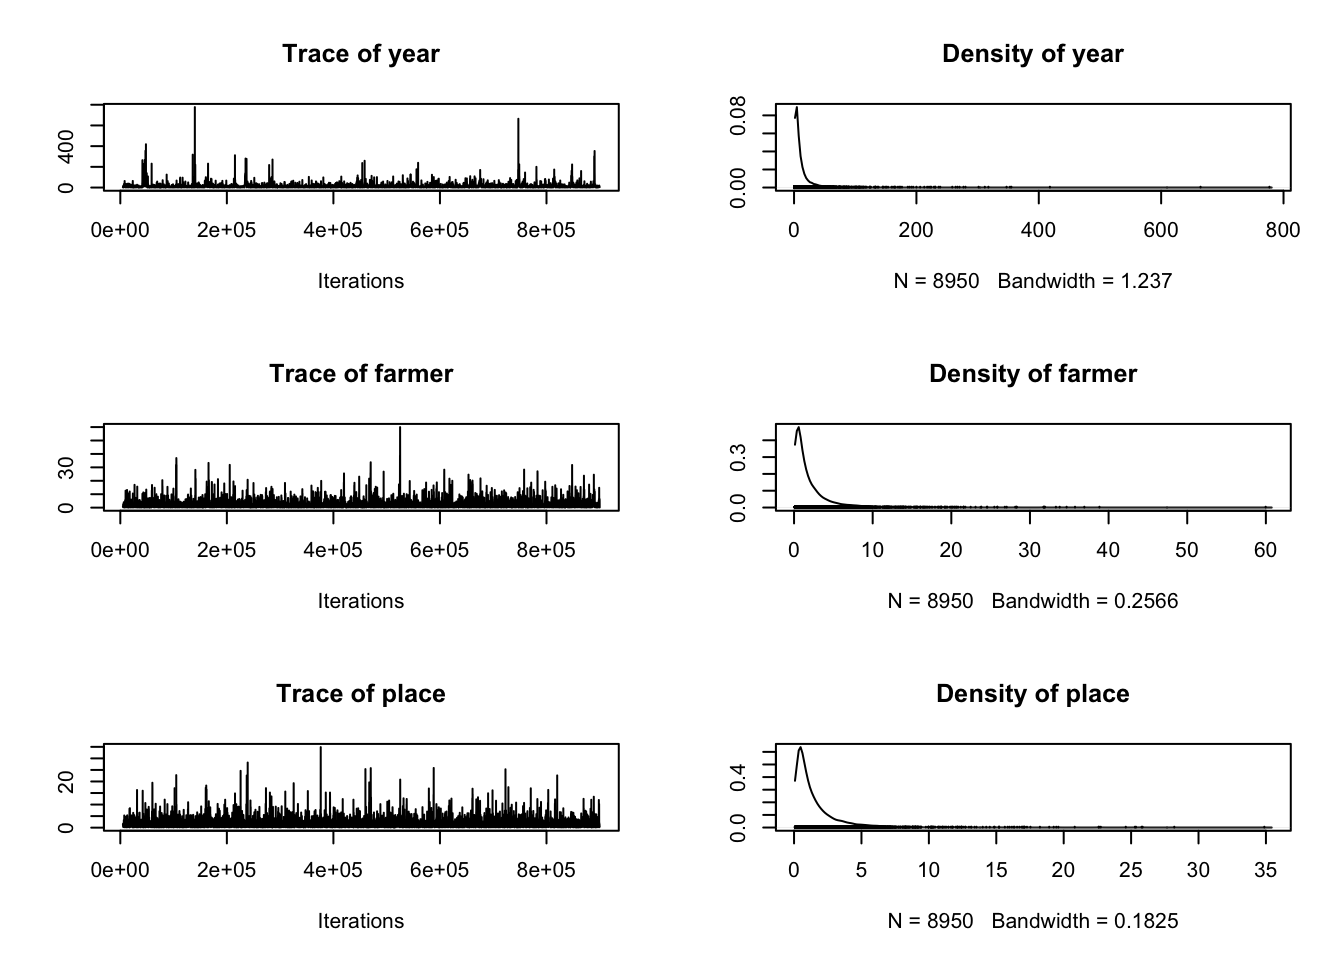 Trace of year
400
0
0e+00 2e+05 4e+05 6e+05 8e+05
Iterations
Density of year
0.08
0.00
0 200 400 600 800
N = 8950 Bandwidth = 1.237
Trace of farmer
30
0
0e+00 2e+05 4e+05 6e+05 8e+05
Iterations
Density of farmer
0.3
0.0
0 10 20 30 40 50 60
N = 8950 Bandwidth = 0.2566
Trace of place
20
0
0e+00 2e+05 4e+05 6e+05 8e+05
Iterations
Density of place
0.4
0.0
0 5 10 15 20 25 30 35
N = 8950 Bandwidth = 0.1825